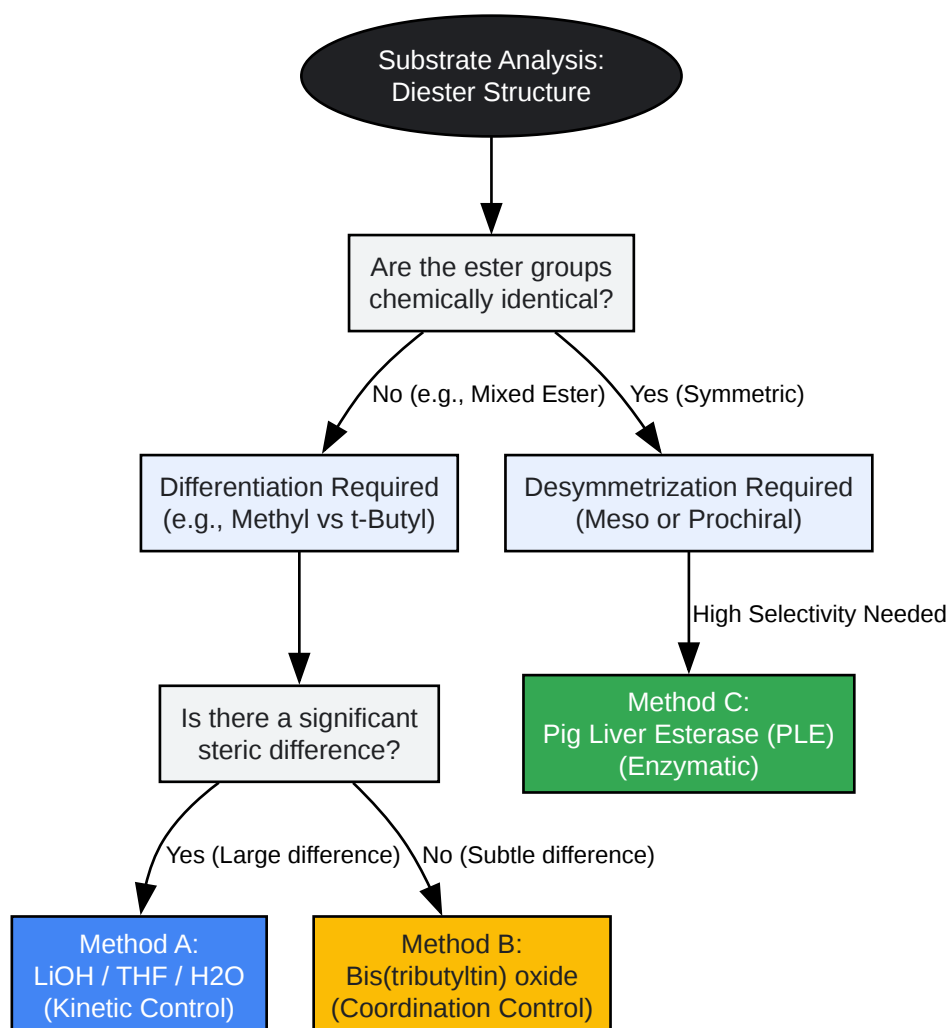 Substrate Analysis:
Diester Structure
Are the ester groups
chemically identical?
No (e.g., Mixed Ester)
Yes (Symmetric)
Differentiation Required
(e.g., Methyl vs t-Butyl)
Desymmetrization Required
(Meso or Prochiral)
High Selectivity Needed
Is there a significant
steric difference?
Method C:
Pig Liver Esterase (PLE)
(Enzymatic)
Yes (Large difference)
No (Subtle difference)
Method A:
LiOH / THF / H2O
(Kinetic Control)
Method B:
Bis(tributyltin) oxide
(Coordination Control)